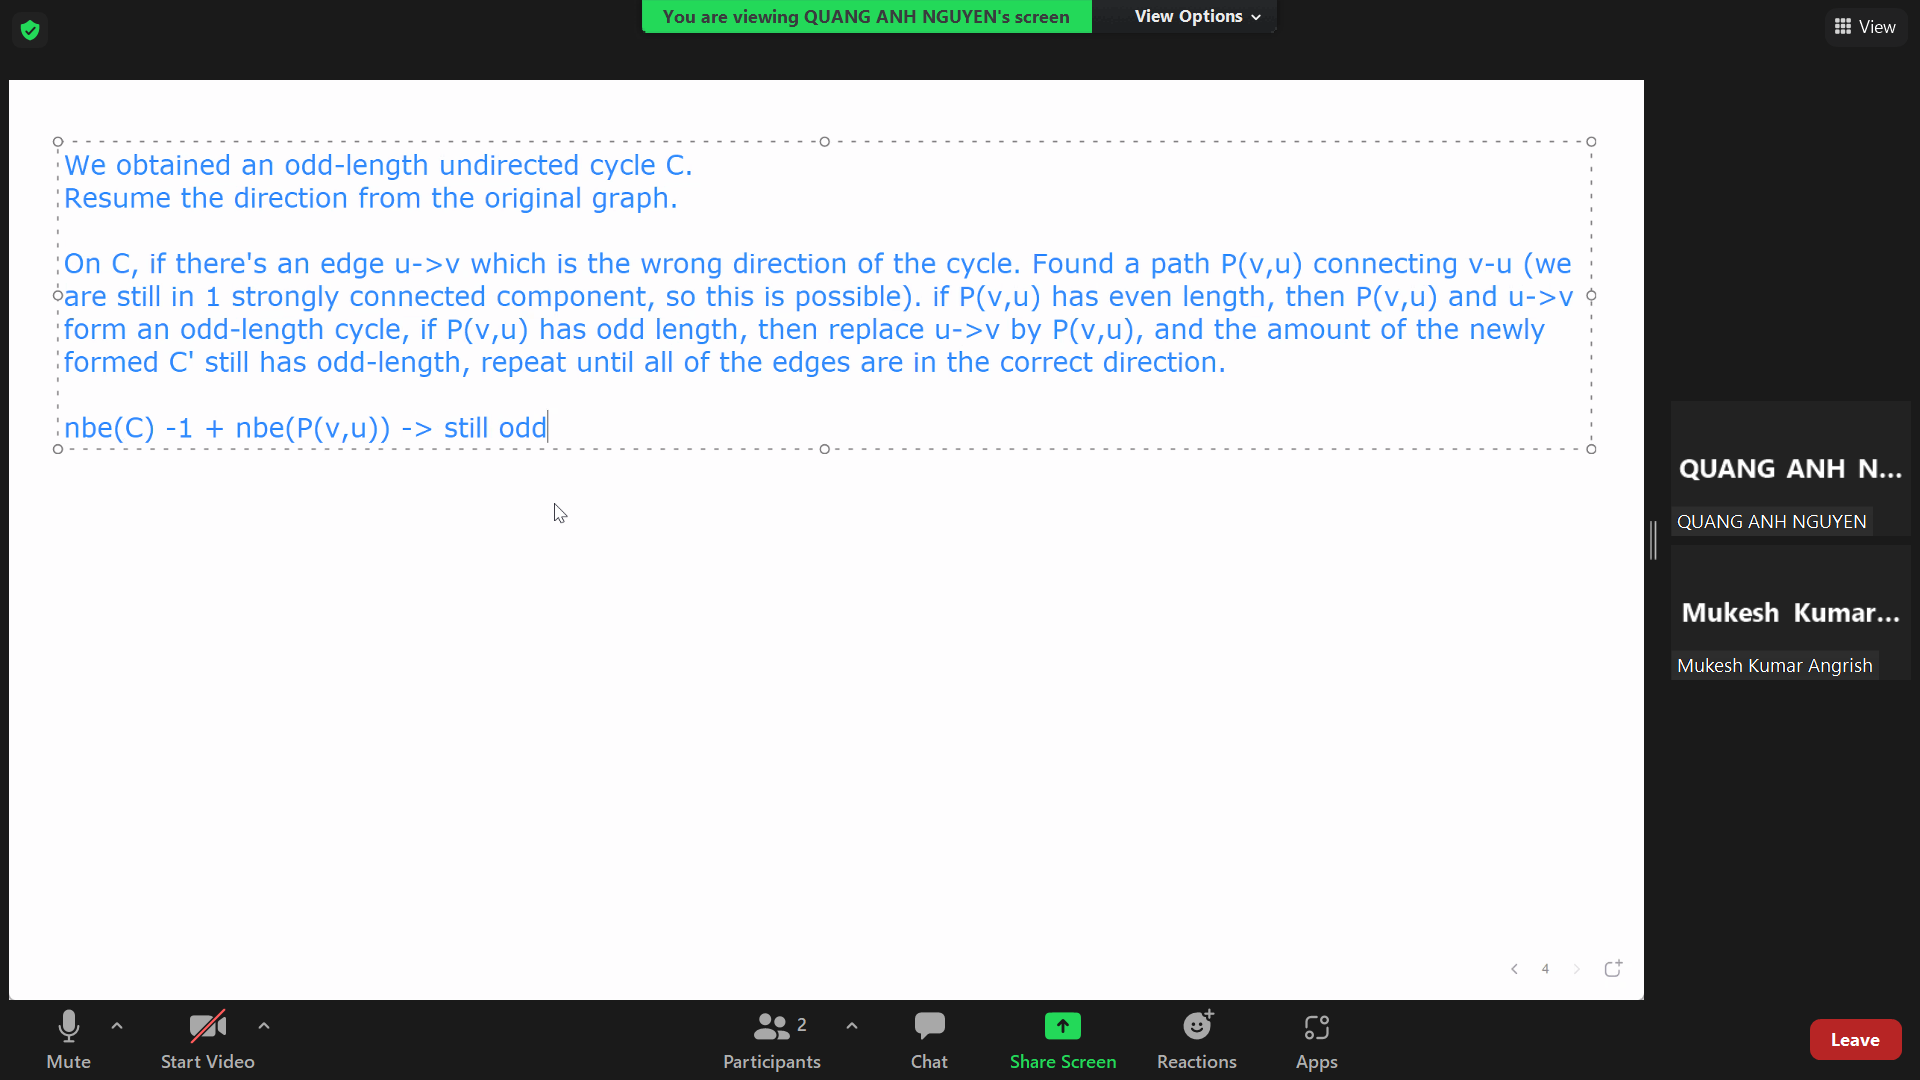 You are viewing QUANG ANH NGUYEN's screen
View Options
View
We obtained an odd-length undirected cycle C.
Resume the direction from the original graph.
On C, if there's an edge u->v which is the wrong direction of the cycle. Found a path P(v,u) connecting v-u (we
are still in 1 strongly connected component, so this is possible). if P(v,u) has even length, then P(v,u) and u->v
form an odd-length cycle, if P(v,u) has odd length, then replace u->v by P(v,u), and the amount of the newly
formed C' still has odd-length, repeat until all of the edges are in the correct direction.
nbe(C) -1 + nbe(P(v,u)) -> still odd
QUANG ANH N...
QUANG ANH NGUYEN
Mukesh Kumar...
Mukesh Kumar Angrish
4
Mute
Start Video
2
Participants
Chat
Share Screen
Reactions
Apps
Leave